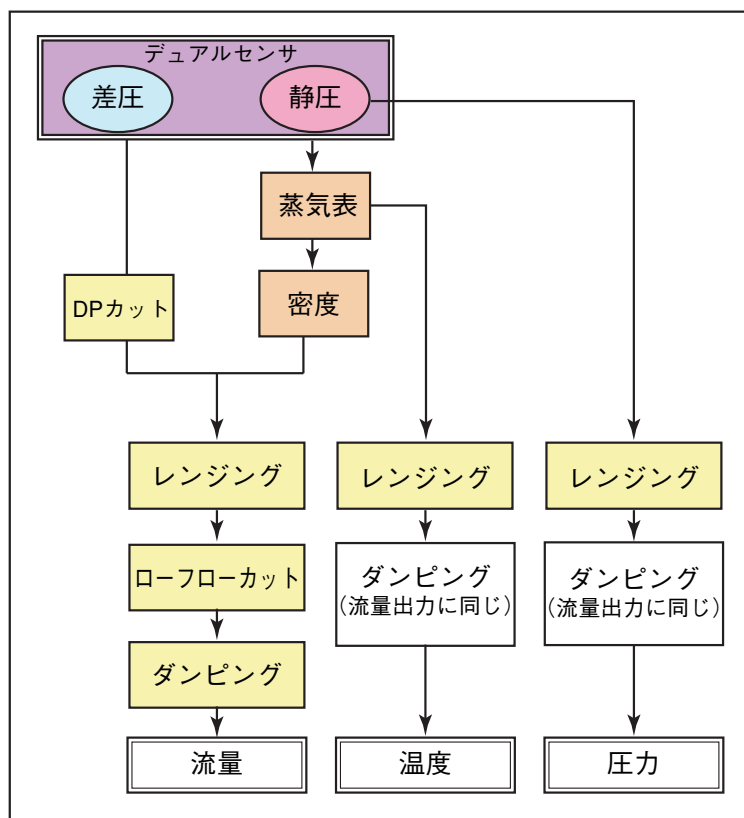 デュアルセンサ
差圧
静圧
蒸気表
DPカット
密度
レンジング
レンジング
レンジング
ローフローカット
ダンピング
(流量出力に同じ)
ダンピング
(流量出力に同じ)
ダンピング
流量
温度
圧力